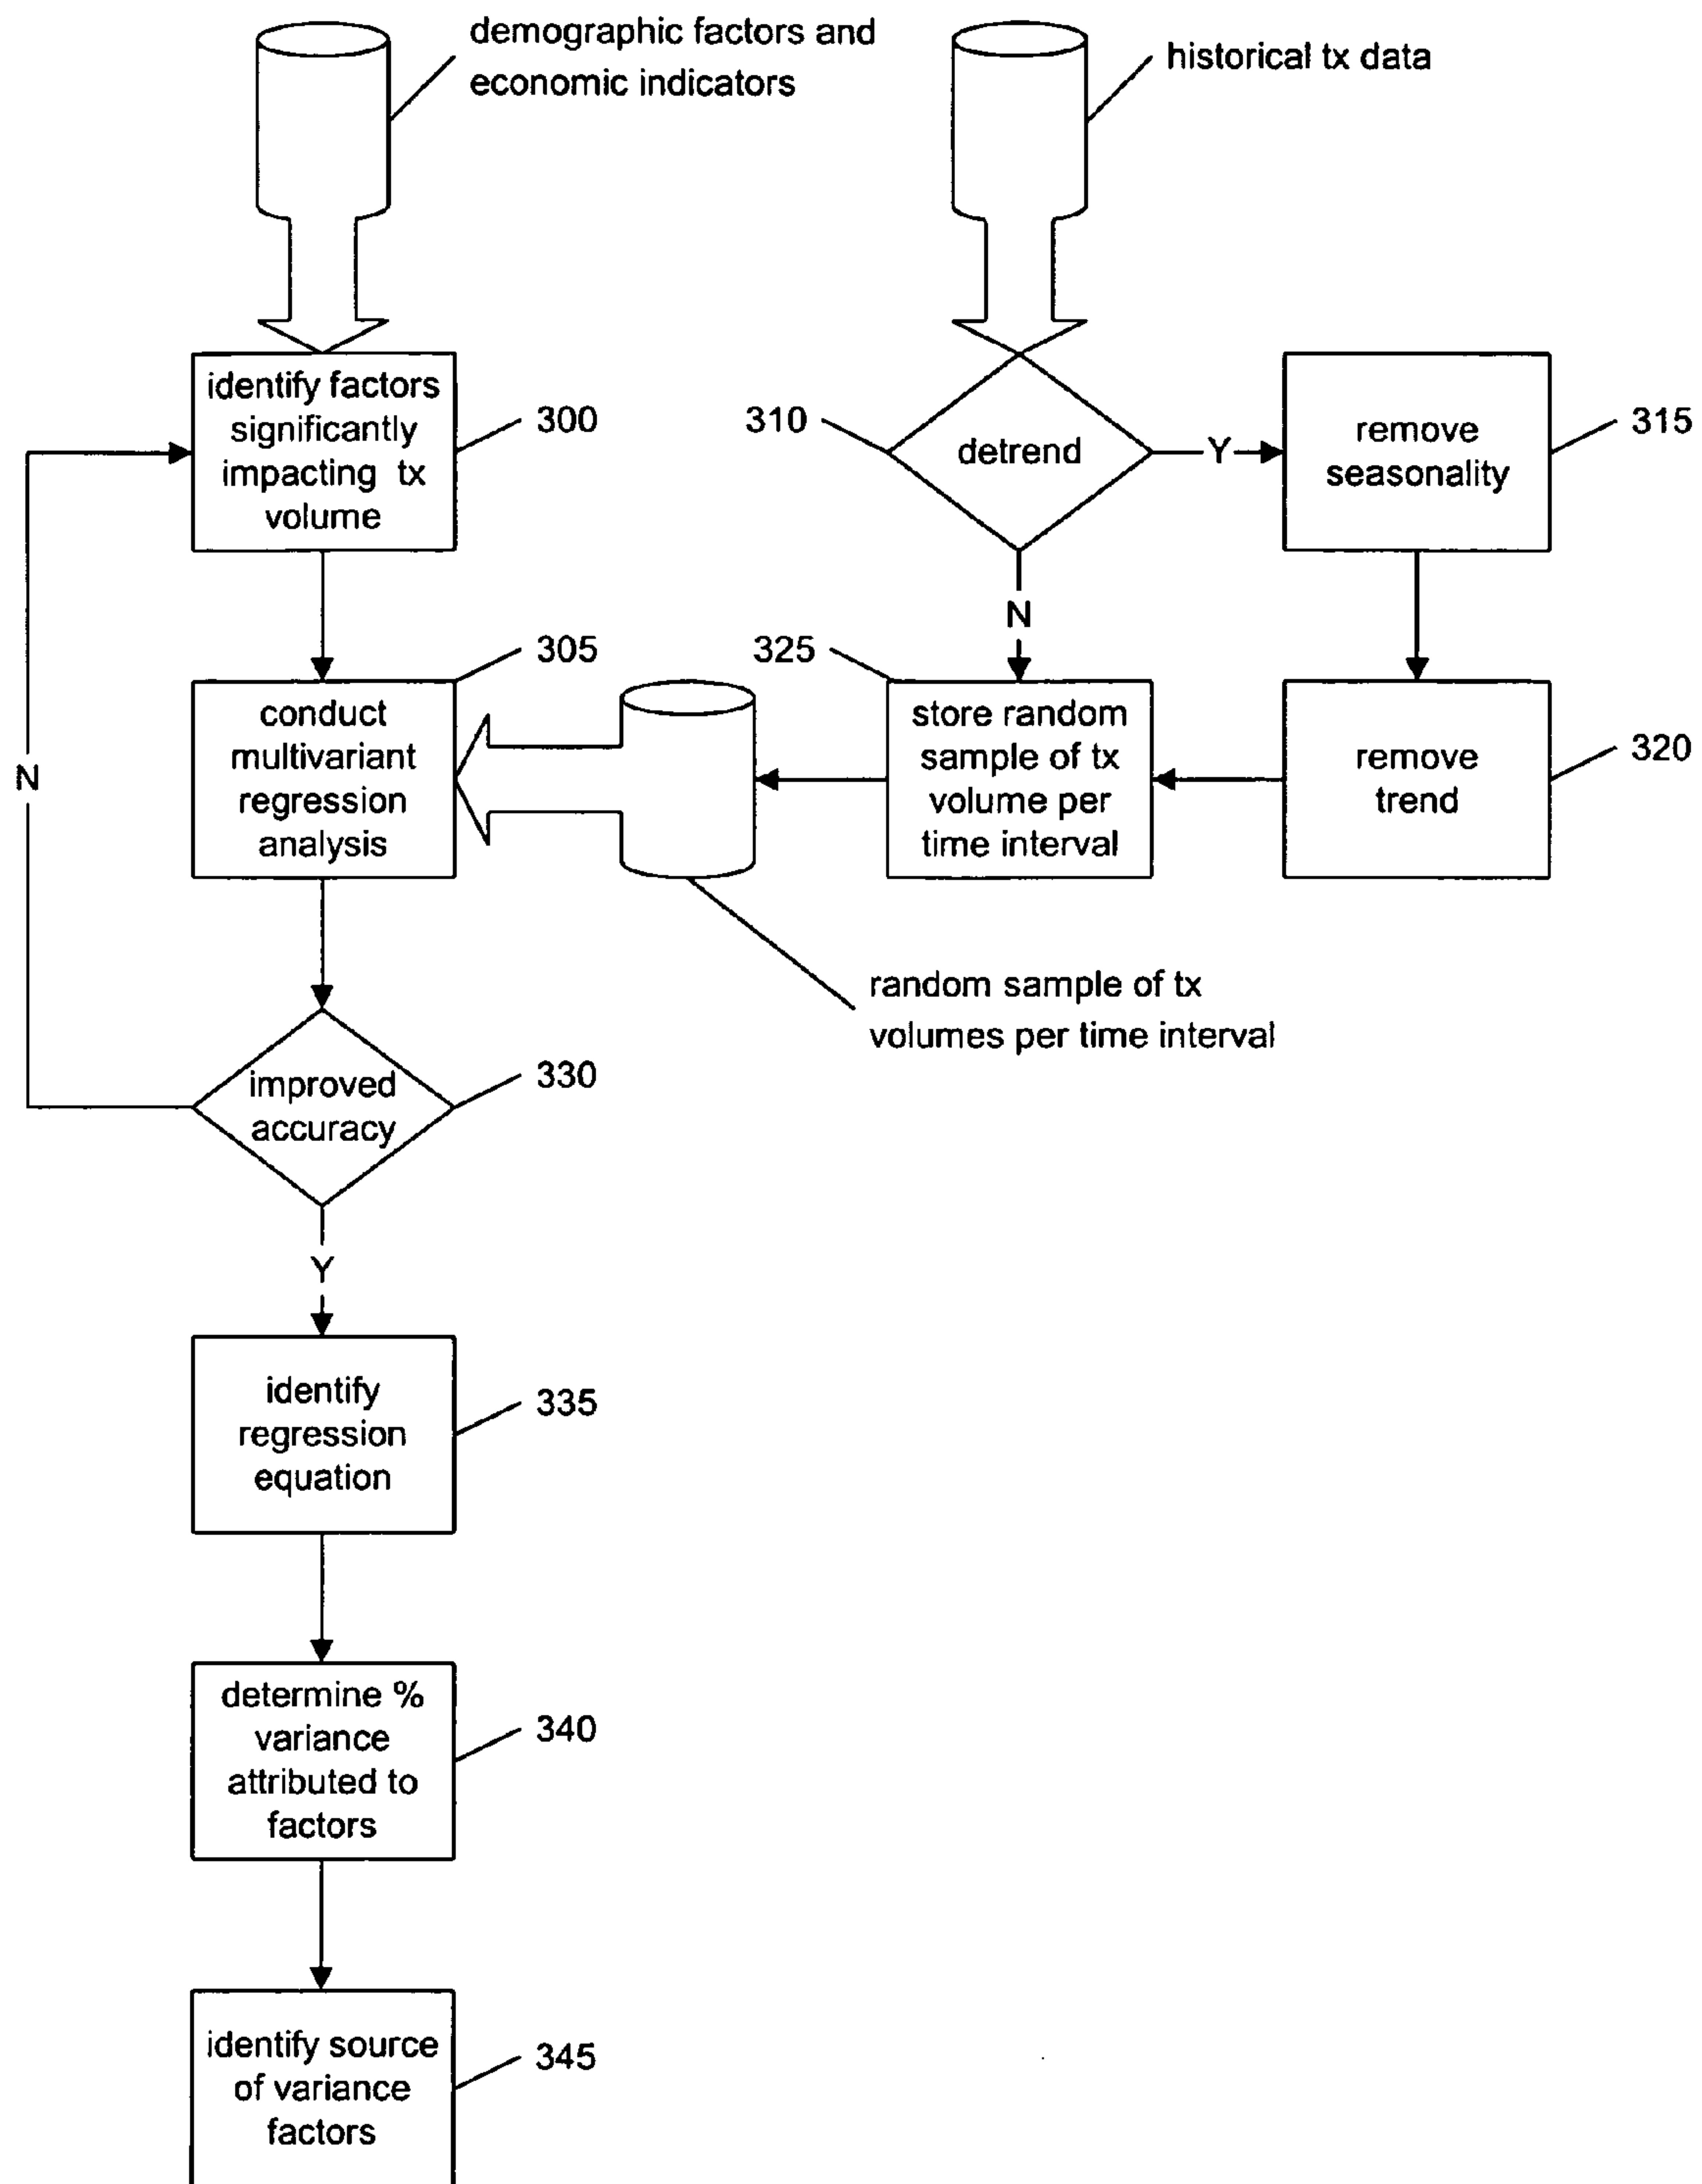 demographic factors and
economic indicators
historical tx data
identify factors
significantly
impacting tx
volume
300
310
detrend
Y
remove
seasonality
315
N
305
conduct
multivariant
regression
analysis
325
store random
sample of tx
volume per
time interval
remove
trend
320
N
random sample of tx
volumes per time interval
improved
accuracy
330
Y
identify
regression
equation
335
determine %
variance
attributed to
factors
340
identify source
of variance
factors
345